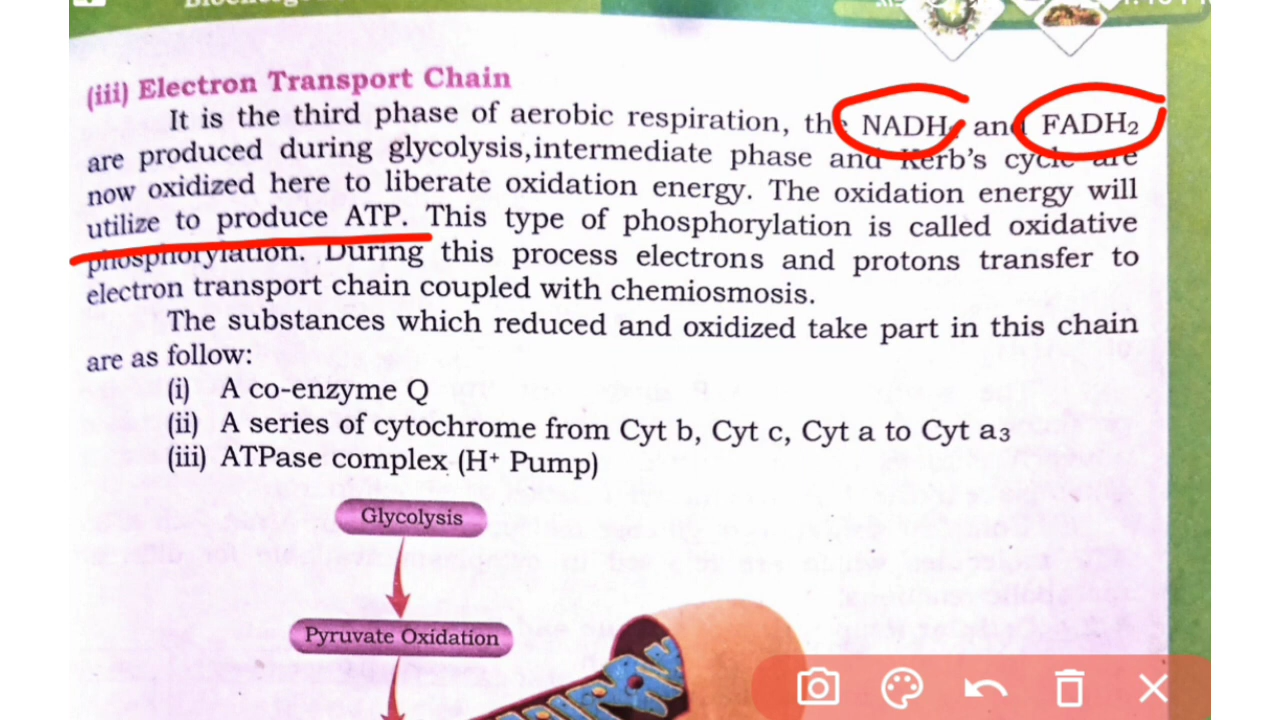 (iii) Electron Transport Chain
It is the third phase of aerobic respiration, the NADH and FADH₂
are produced during glycolysis,intermediate phase and Kerb's cycle are
now oxidized here to liberate oxidation energy. The oxidation energy will
utilize to produce ATP. This type of phosphorylation is called oxidative
phosphorylation. During this process electrons and protons transfer to
electron transport chain coupled with chemiosmosis.
The substances which reduced and oxidized take part in this chain
are as follow:
(i) A co-enzyme Q
(ii) A series of cytochrome from Cyt b, Cyt c, Cyt a to Cyt a3
(iii) ATPase complex (H⁺ Pump)
Glycolysis
Pyruvate Oxidation